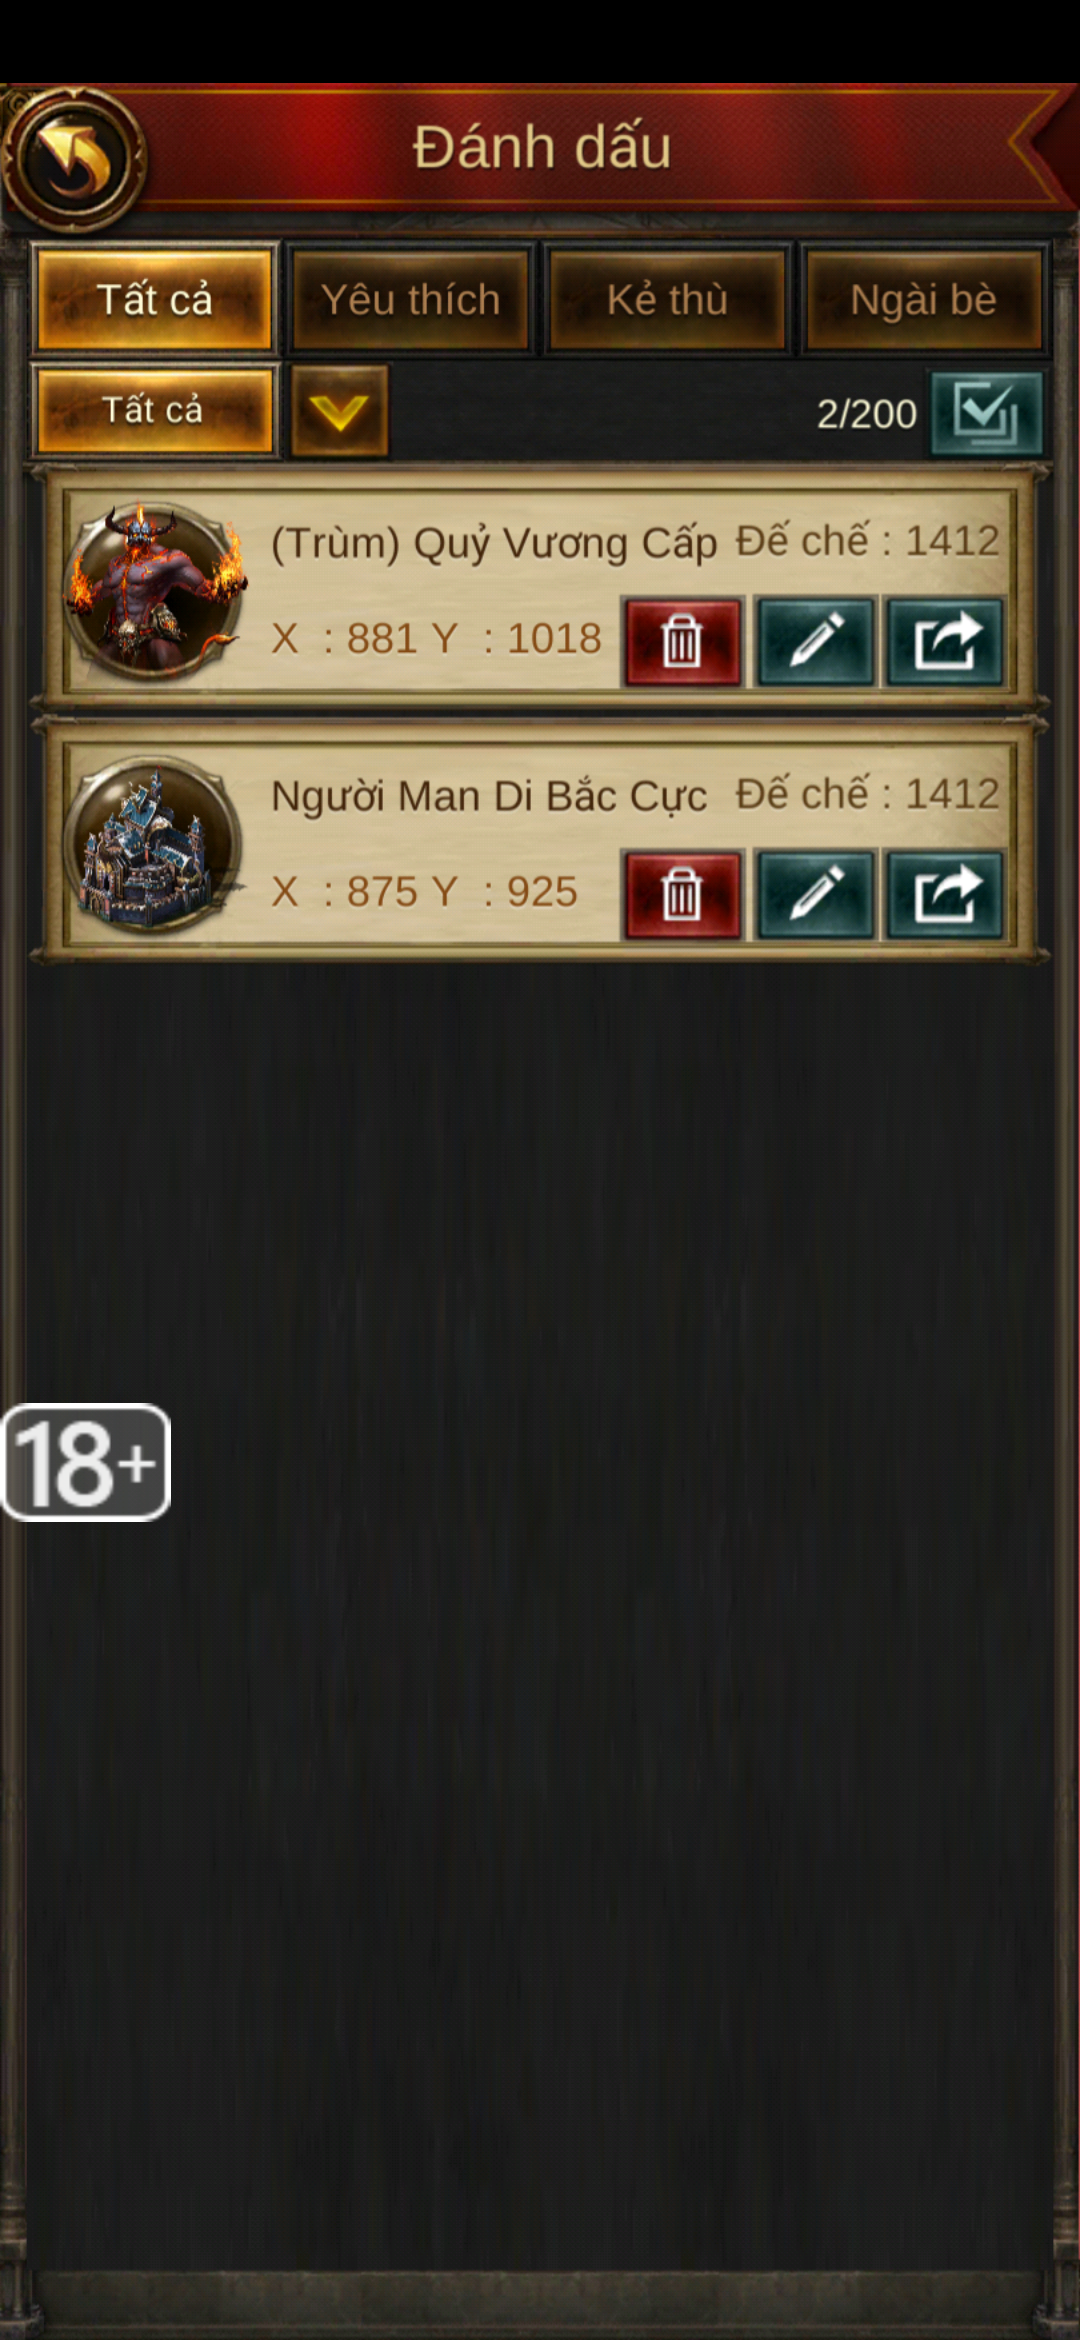 Đánh dấu
Tất cả Yêu thích Kẻ thù Ngài bè
Tất cả 2/200
(Trùm) Quỷ Vương Cấp Đế chế : 1412
X : 881 Y : 1018
Người Man Di Bắc Cực Đế chế : 1412
X : 875 Y : 925
18+